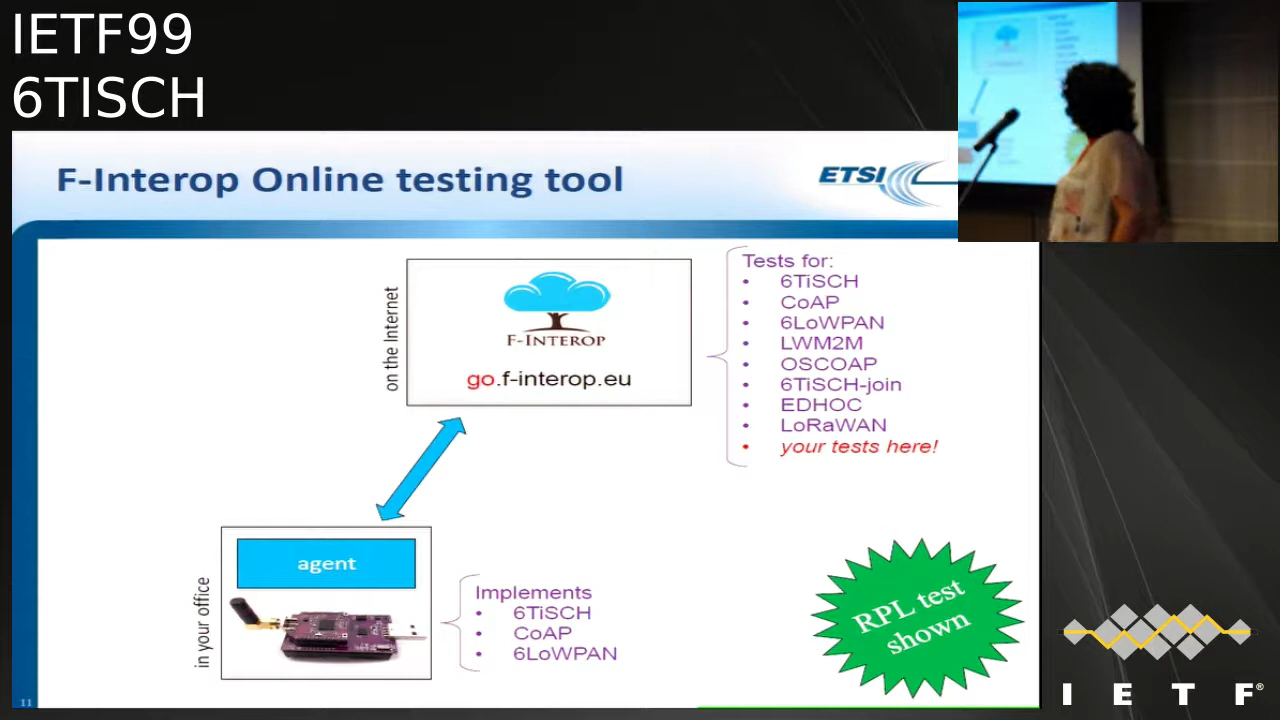 IETF99
6TISCH
F-Interop Online testing tool
ETSI
on the Internet
F-INTEROP
go.f-interop.eu
Tests for:
• 6TiSCH
• CoAP
• 6LoWPAN
• LWM2M
• OSCOAP
• 6TiSCH-join
• EDHOC
• LoRaWAN
• your tests here!
in your office
agent
Implements
• 6TiSCH
• CoAP
• 6LoWPAN
RPL test
shown
11
I E T F®